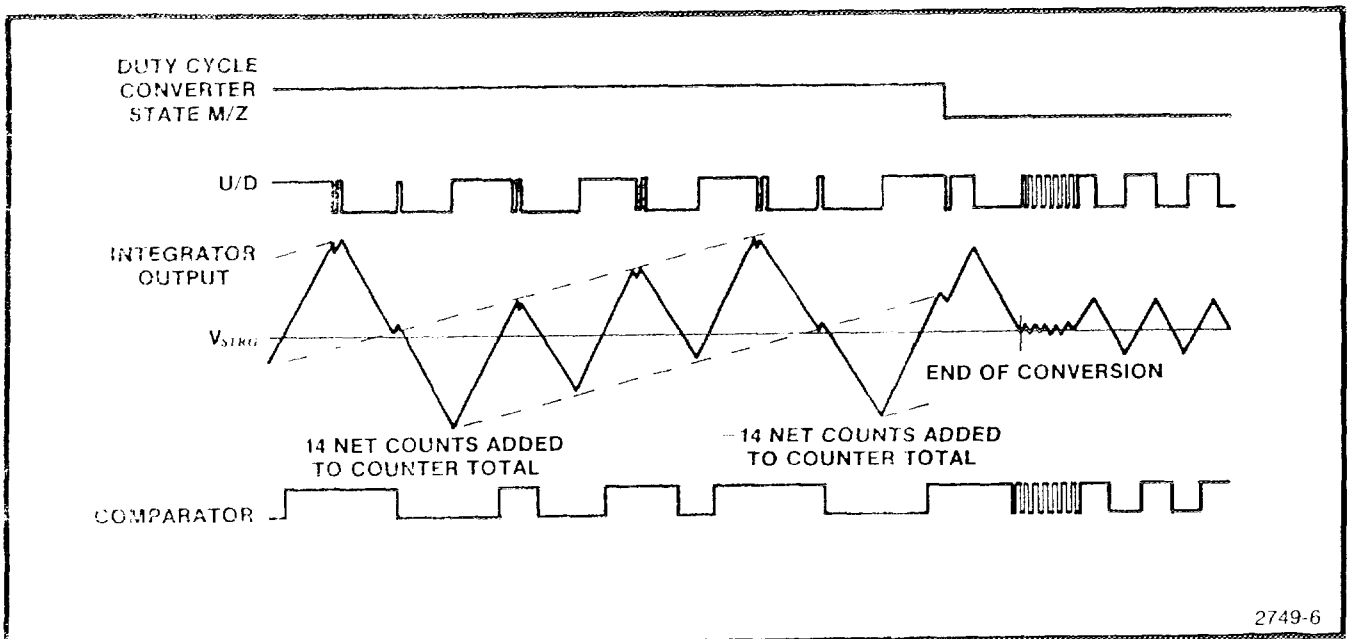 DUTY CYCLE
CONVERTER
STATE M/Z
U/D
INTEGRATOR
OUTPUT
VSTRG
END OF CONVERSION
14 NET COUNTS ADDED
TO COUNTER TOTAL
-14 NET COUNTS ADDED
TO COUNTER TOTAL
COMPARATOR
2749-6